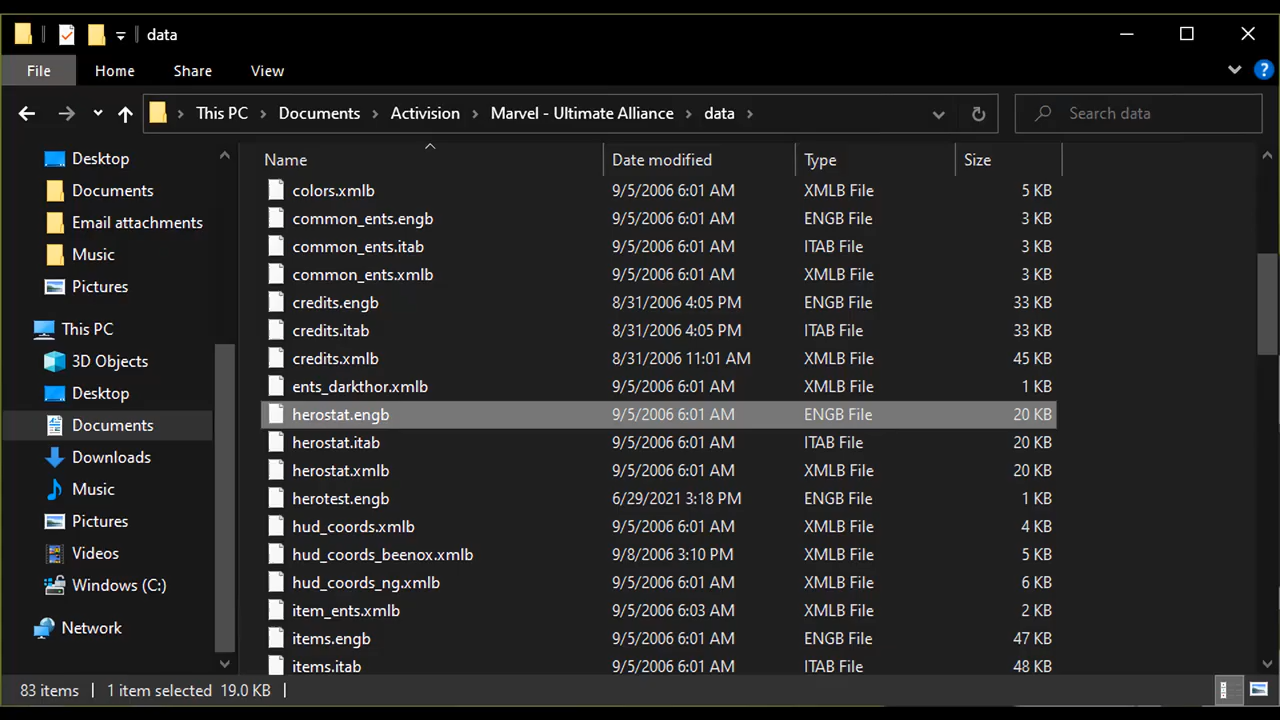 data
File Home Share View
This PC Documents Activision Marvel - Ultimate Alliance data Search data
Desktop
Documents
Email attachments
Music
Pictures
This PC
3D Objects
Desktop
Documents
Downloads
Music
Pictures
Videos
Windows (C:)
Network
Name Date modified Type Size
colors.xmlb 9/5/2006 6:01 AM XMLB File 5 KB
common_ents.engb 9/5/2006 6:01 AM ENGB File 3 KB
common_ents.itab 9/5/2006 6:01 AM ITAB File 3 KB
common_ents.xmlb 9/5/2006 6:01 AM XMLB File 3 KB
credits.engb 8/31/2006 4:05 PM ENGB File 33 KB
credits.itab 8/31/2006 4:05 PM ITAB File 33 KB
credits.xmlb 8/31/2006 11:01 AM XMLB File 45 KB
ents_darkthor.xmlb 9/5/2006 6:01 AM XMLB File 1 KB
herostat.engb 9/5/2006 6:01 AM ENGB File 20 KB
herostat.itab 9/5/2006 6:01 AM ITAB File 20 KB
herostat.xmlb 9/5/2006 6:01 AM XMLB File 20 KB
herotest.engb 6/29/2021 3:18 PM ENGB File 1 KB
hud_coords.xmlb 9/5/2006 6:01 AM XMLB File 4 KB
hud_coords_beenox.xmlb 9/8/2006 3:10 PM XMLB File 5 KB
hud_coords_ng.xmlb 9/5/2006 6:01 AM XMLB File 6 KB
item_ents.xmlb 9/5/2006 6:03 AM XMLB File 2 KB
items.engb 9/5/2006 6:01 AM ENGB File 47 KB
items.itab 9/5/2006 6:01 AM ITAB File 48 KB
83 items 1 item selected 19.0 KB